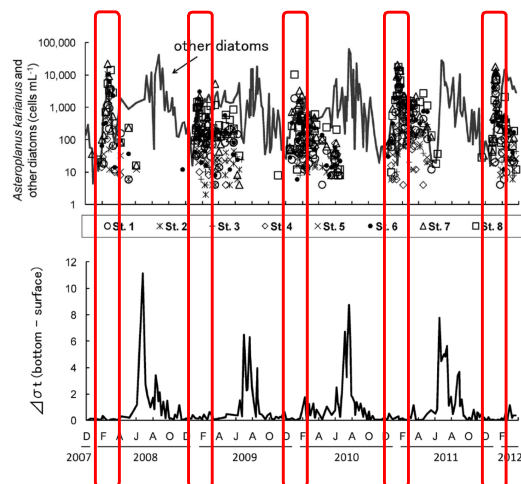 Asteroplanus karianus and
other diatoms (cells mL⁻¹)
100,000
10,000
1,000
100
10
1
other diatoms
St. 1 St. 2 St. 3 St. 4 St. 5 St. 6 St. 7 St. 8
⊿σt (bottom − surface)
12
10
8
6
4
2
0
D F A J A O D F A J A O D F A J A O D F A J A O D F
2007 2008 2009 2010 2011 2012